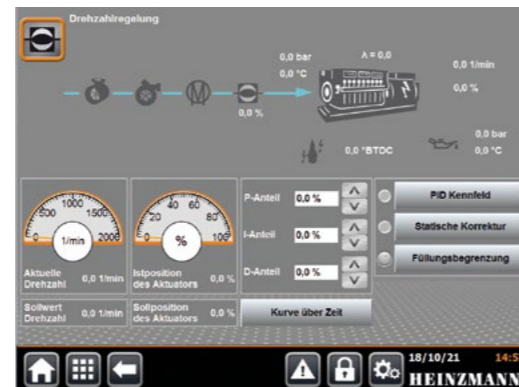 Drehzahlregelung
0,0 bar
0,0 °C
λ = 0,0
0,0 1/min
0,0 %
M
0,0 %
0,0 °BTDC
0,0 bar
0,0 °C
0 500 1000 1500 2000
1/min
Aktuelle Drehzahl 0,0 1/min
Sollwert Drehzahl 0,0 1/min
0 20 40 60 80 100
%
Istposition des Aktuators 0,0 %
Sollposition des Aktuators 0,0 %
P-Anteil 0,0 %
I-Anteil 0,0 %
D-Anteil 0,0 %
Kurve über Zeit
PID Kennfeld
Statische Korrektur
Füllungsbegrenzung
18/10/21
HEINZMANN